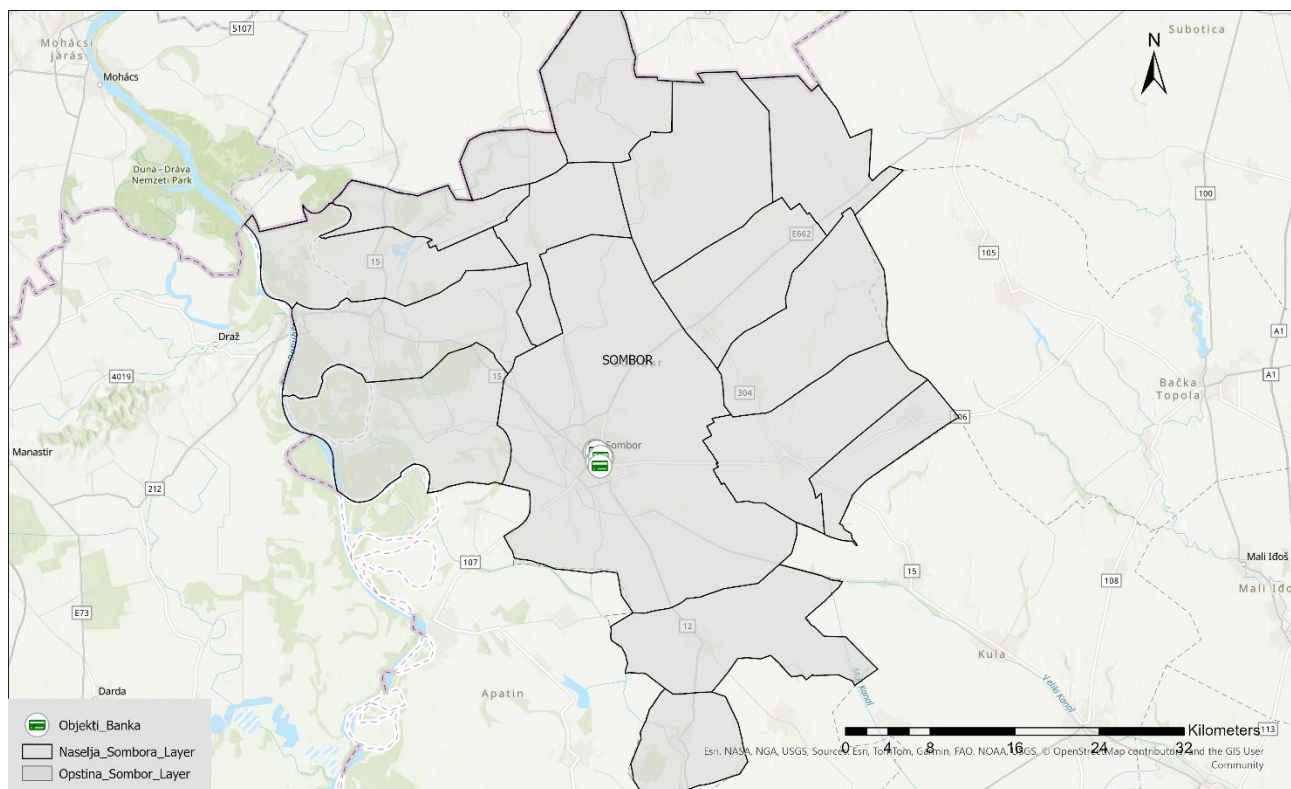 5107
Mohácsi
járás
Mohács
Subotica
N
Duna-Dráva
Nemzeti Park
100
E662
105
15
Draž
SOMBOR
A1
4019
15
304
A1
Bačka
Topola
06
Sombor
Manastir
212
107
15
108
Mali Iđoš
Mali Iđo
E73
12
Kula
Darda
Apatin
Veliki Kanal
Objekti_Banka
Naselja_Sombora_Layer
Opstina_Sombor_Layer
Kilometers
113
0 4 8 16 24 32
Esri, NASA, NGA, USGS, Sources: Esri, TomTom, Garmin, FAO, NOAA, USGS, © OpenStreetMap contributors, and the GIS User
Community